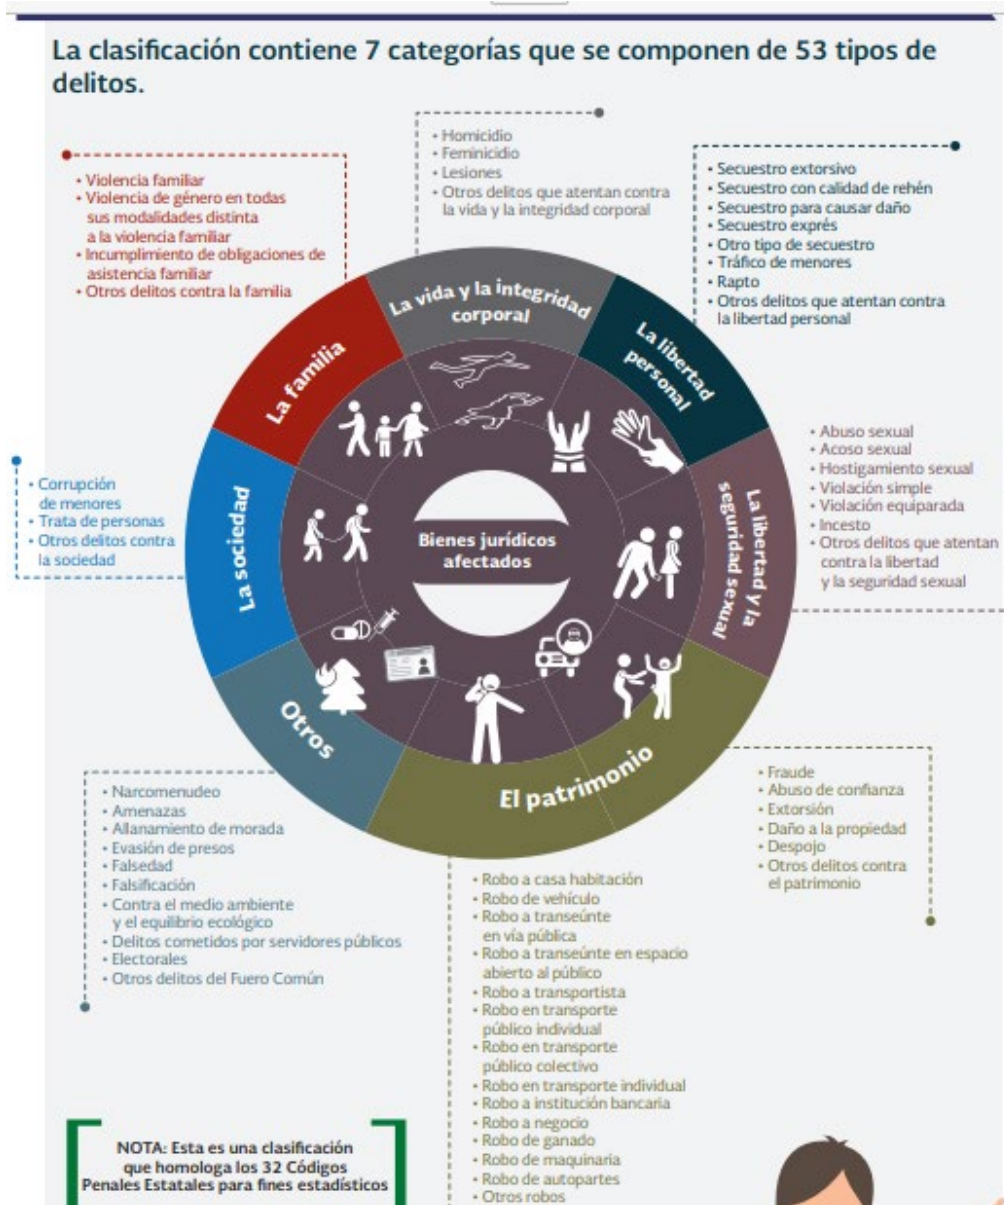 La clasificación contiene 7 categorías que se componen de 53 tipos de
delitos.
• Homicidio
• Feminicidio
• Lesiones
• Otros delitos que atentan contra
la vida y la integridad corporal
• Violencia familiar
• Violencia de género en todas
sus modalidades distinta
a la violencia familiar
• Incumplimiento de obligaciones de
asistencia familiar
• Otros delitos contra la familia
• Secuestro extorsivo
• Secuestro con calidad de rehén
• Secuestro para causar daño
• Secuestro exprés
• Otro tipo de secuestro
• Tráfico de menores
• Rapto
• Otros delitos que atentan contra
la libertad personal
La vida y la integridad
corporal
La familia
La libertad
personal
• Abuso sexual
• Acoso sexual
• Hostigamiento sexual
• Violación simple
• Violación equiparada
• Incesto
• Otros delitos que atentan
contra la libertad
y la seguridad sexual
• Corrupción
de menores
• Trata de personas
• Otros delitos contra
la sociedad
La sociedad
Bienes jurídicos
afectados
La libertad y la
seguridad sexual
Otros
El patrimonio
• Narcomenudeo
• Amenazas
• Allanamiento de morada
• Evasión de presos
• Falsedad
• Falsificación
• Contra el medio ambiente
y el equilibrio ecológico
• Delitos cometidos por servidores públicos
• Electorales
• Otros delitos del Fuero Común
• Fraude
• Abuso de confianza
• Extorsión
• Daño a la propiedad
• Despojo
• Otros delitos contra
el patrimonio
• Robo a casa habitación
• Robo de vehículo
• Robo a transeúnte
en vía pública
• Robo a transeúnte en espacio
abierto al público
• Robo a transportista
• Robo en transporte
público individual
• Robo en transporte
público colectivo
• Robo en transporte individual
• Robo a institución bancaria
• Robo a negocio
• Robo de ganado
• Robo de maquinaria
• Robo de autopartes
• Otros robos
NOTA: Esta es una clasificación
que homologa los 32 Códigos
Penales Estatales para fines estadísticos